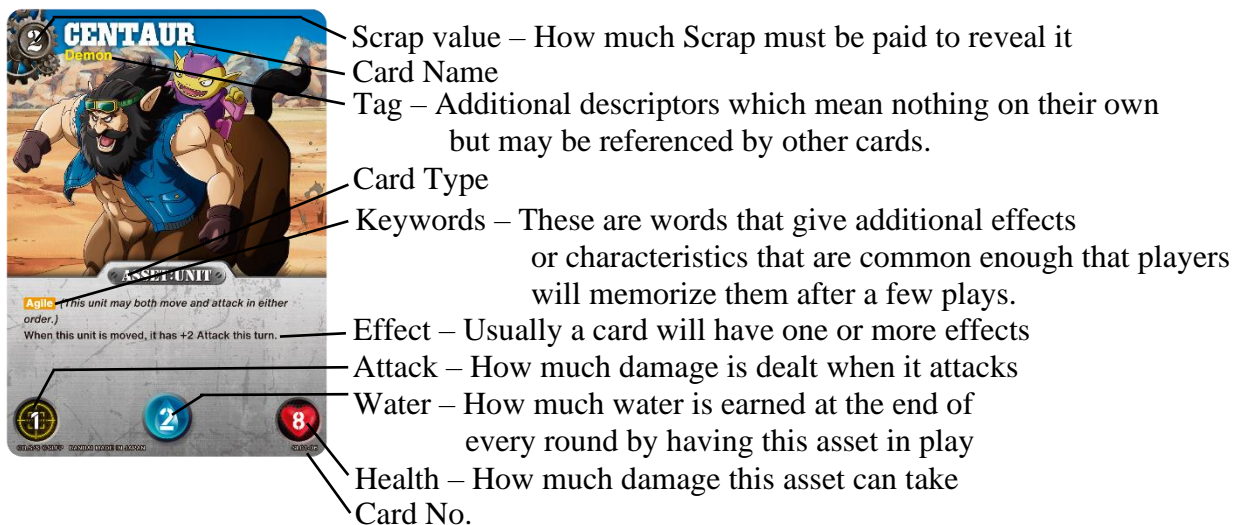 2
CENTAUR
Demon
ASSET:UNIT
Agile (This unit may both move and attack in either
order.)
When this unit is moved, it has +2 Attack this turn.
1
2
8
Scrap value – How much Scrap must be paid to reveal it
Card Name
Tag – Additional descriptors which mean nothing on their own
but may be referenced by other cards.
Card Type
Keywords – These are words that give additional effects
or characteristics that are common enough that players
will memorize them after a few plays.
Effect – Usually a card will have one or more effects
Attack – How much damage is dealt when it attacks
Water – How much water is earned at the end of
every round by having this asset in play
Health – How much damage this asset can take
Card No.